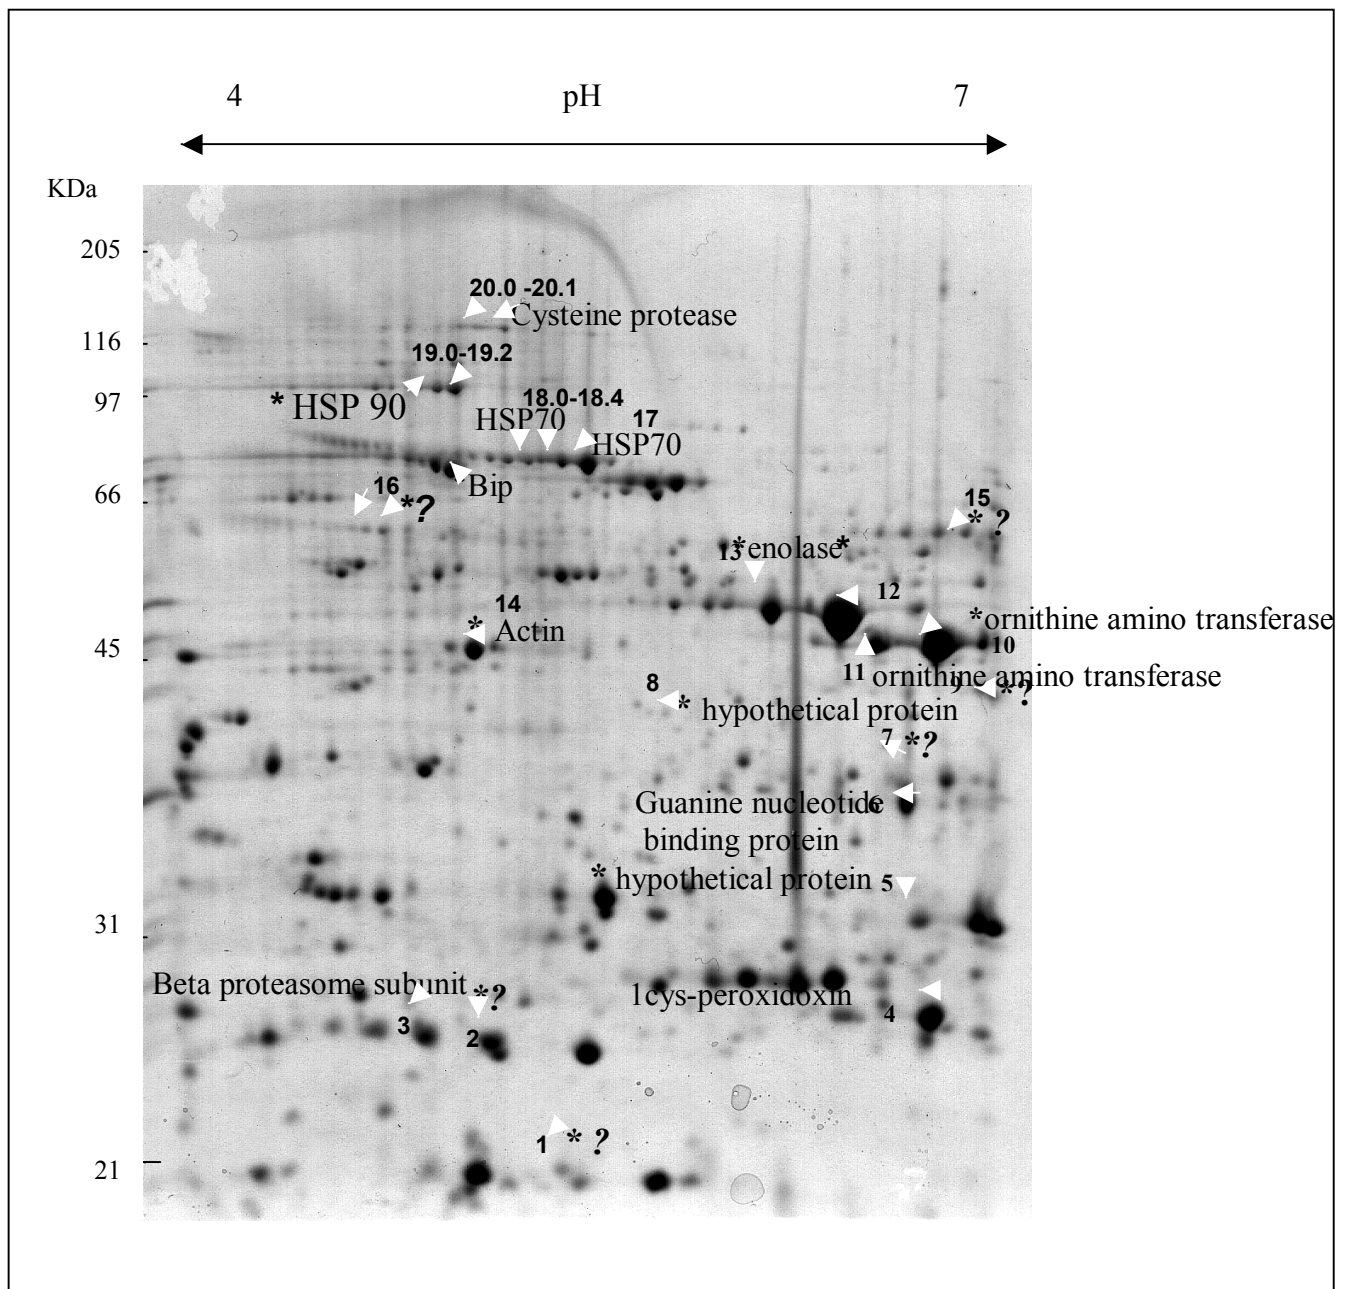 4 pH 7
KDa
205
20.0 -20.1
Cysteine protease
116
19.0-19.2
97
* HSP 90
18.0-18.4
HSP70
17
HSP70
Bip
66
16
*?
15
* ?
13
*enolase*
12
14
* Actin
*ornithine amino transferase
45
10
11 ornithine amino transferase
9
*?
8
* hypothetical protein
7 *?
Guanine nucleotide
6
binding protein
* hypothetical protein 5
31
Beta proteasome subunit *?
1cys-peroxidoxin
4
3
2
1 * ?
21